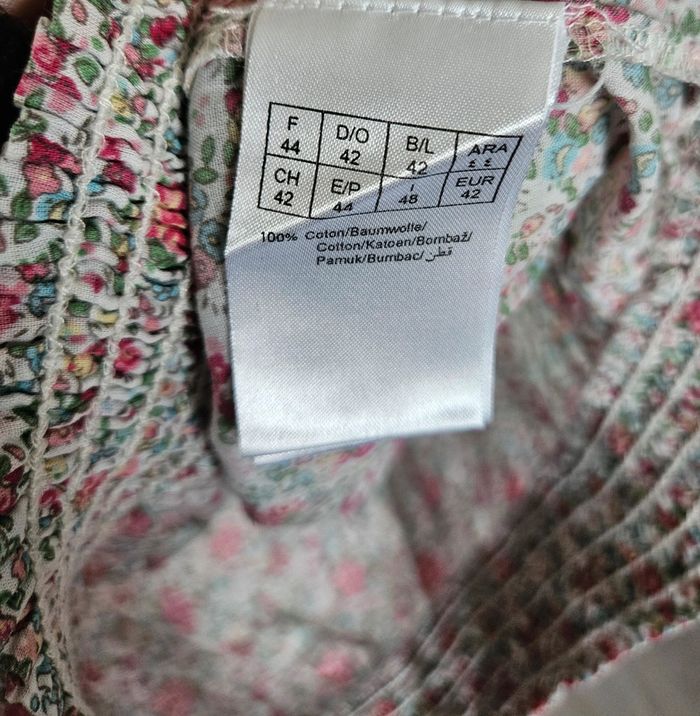 F D/O B/L ARA
44 42 42 ٤٤
CH E/P I EUR
42 44 48 42
100% Coton/Baumwolle/
Cotton/Katoen/Bombaž/
Pamuk/Bumbac/قطن